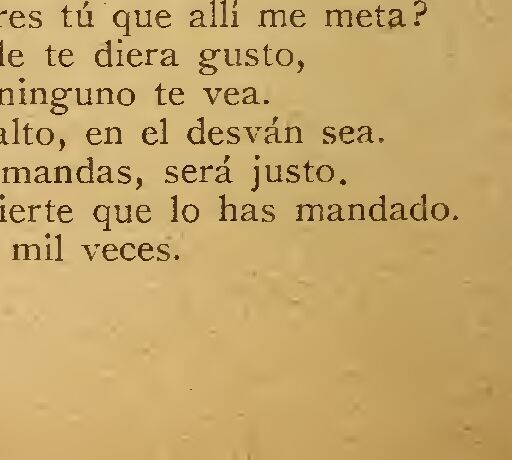 res tú que allí me meta?
le te diera gusto,
ninguno te vea.
alto, en el desván sea.
mandas, será justo.
ierte que lo has mandado.
mil veces.